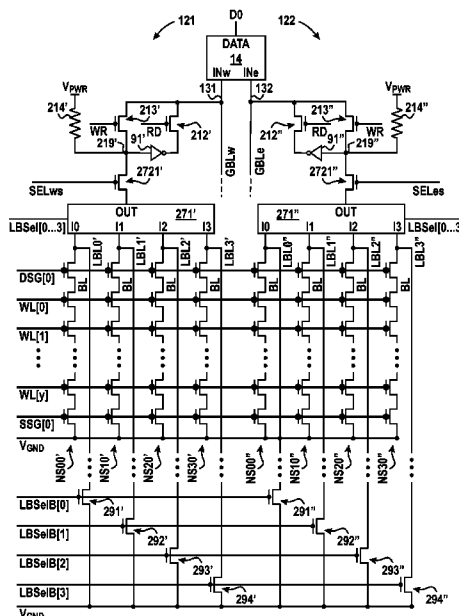 D0
121
122
DATA
14
INw INe
131 132
VPWR VPWR
214' 213' 213" 214"
WR RD 212' 212" RD WR
91' 91"
219' 219"
GBLw GBLe
2721' 2721"
SELws SELes
OUT 271' 271" OUT
LBSel[0...3] LBSel[0...3]
I0 I1 I2 I3 I0 I1 I2 I3
LBL0' LBL1' LBL2' LBL3' LBL0" LBL1" LBL2" LBL3"
BL BL BL BL BL BL BL BL
DSG[0]
WL[0]
WL[1]
WL[y]
SSG[0]
VGND
NS00' NS10' NS20' NS30' NS00" NS10" NS20" NS30"
LBSelB[0]
291' 291"
LBSelB[1]
292' 292"
LBSelB[2]
293' 293"
LBSelB[3]
294' 294"
VGND